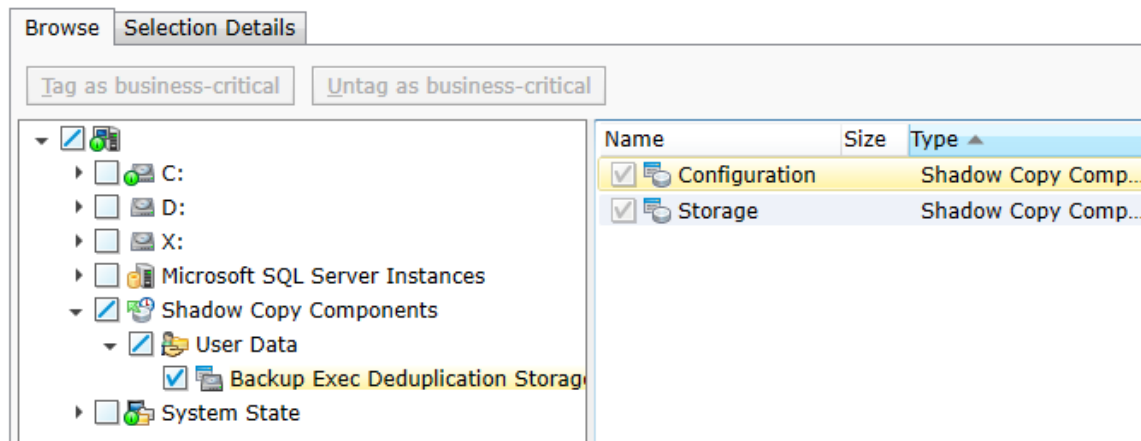 Browse Selection Details
Tag as business-critical Untag as business-critical
Name Size Type
C:
D:
X:
Microsoft SQL Server Instances
Shadow Copy Components
User Data
Backup Exec Deduplication Storage
System State
Configuration Shadow Copy Comp...
Storage Shadow Copy Comp...